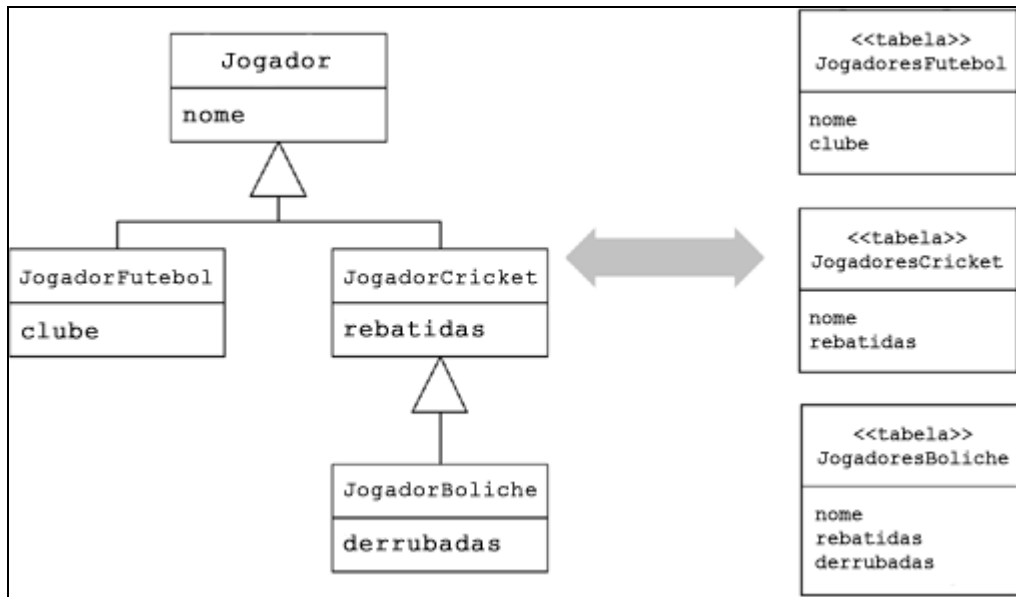 Jogador
nome
JogadorFutebol
clube
JogadorCricket
rebatidas
JogadorBoliche
derrubadas
<<tabela>>
JogadoresFutebol
nome
clube
<<tabela>>
JogadoresCricket
nome
rebatidas
<<tabela>>
JogadoresBoliche
nome
rebatidas
derrubadas